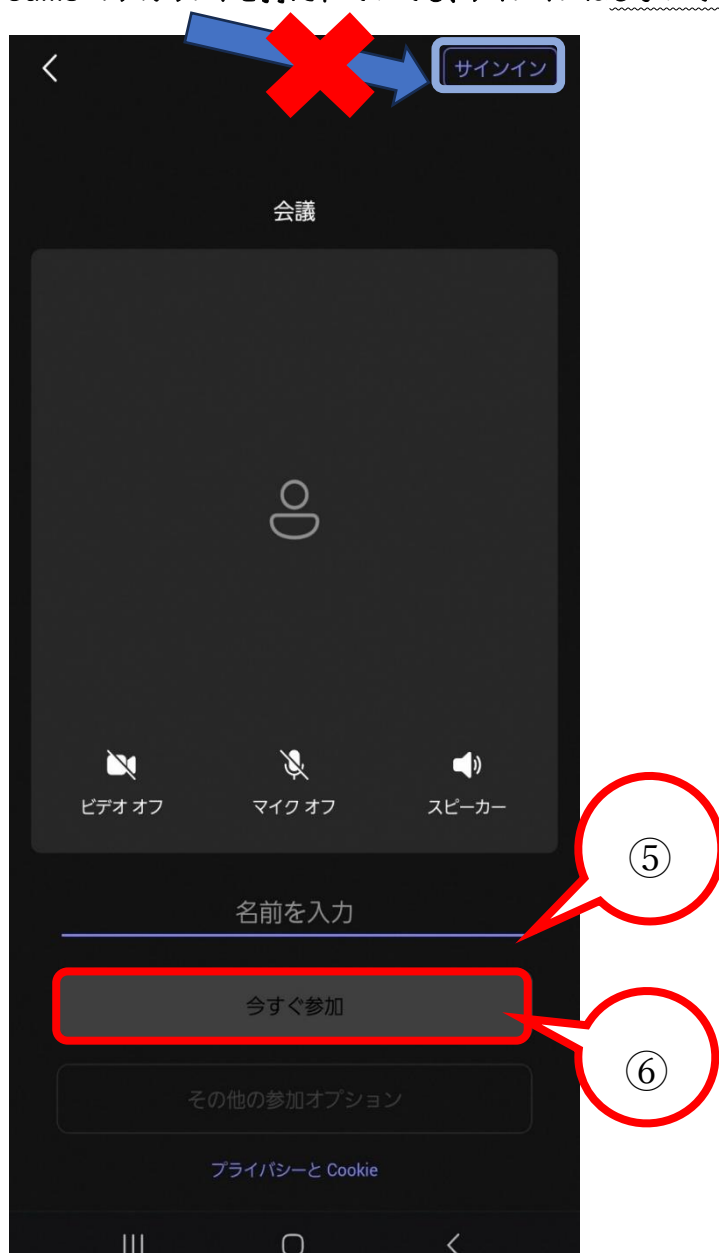 サインイン
会議
ビデオ オフ
マイク オフ
スピーカー
⑤
名前を入力
今すぐ参加
⑥
その他の参加オプション
プライバシーと Cookie